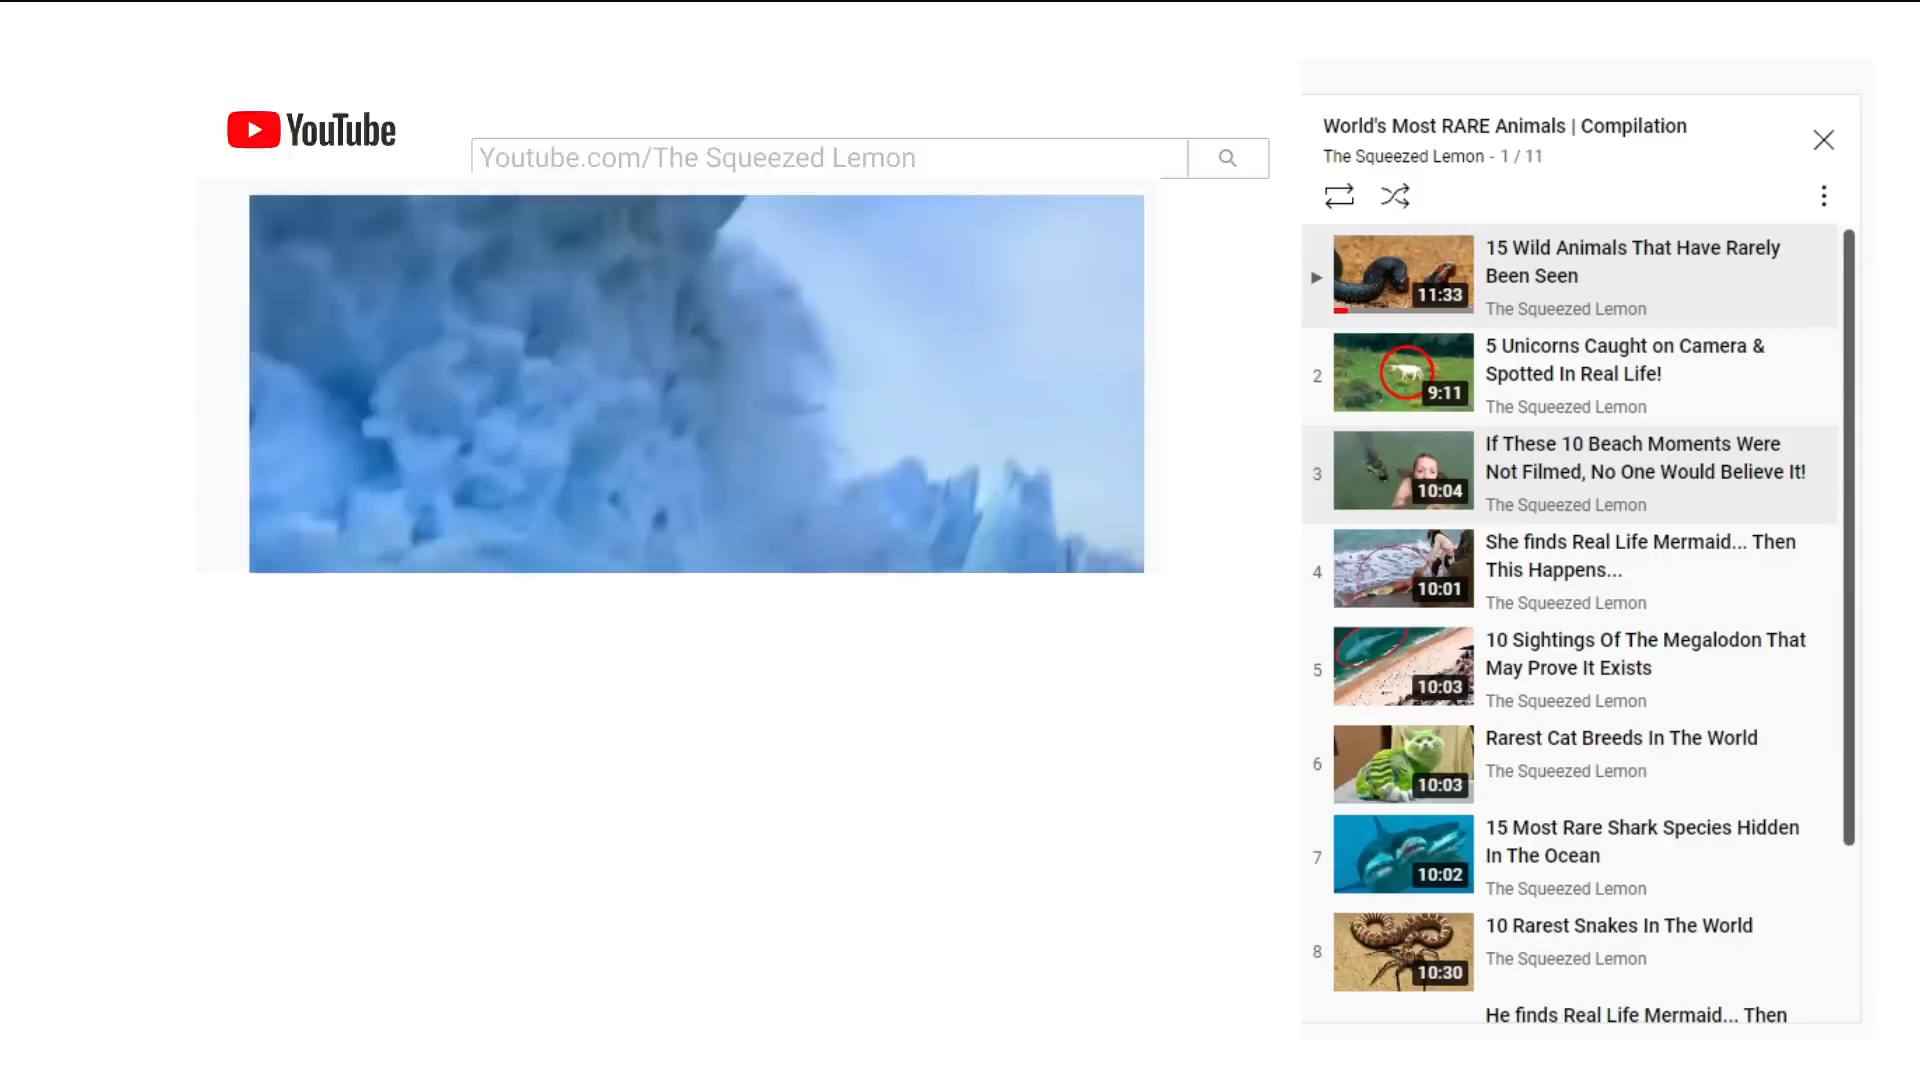 YouTube
Youtube.com/The Squeezed Lemon
World's Most RARE Animals | Compilation
The Squeezed Lemon - 1 / 11
15 Wild Animals That Have Rarely
Been Seen
The Squeezed Lemon
11:33
2
5 Unicorns Caught on Camera &
Spotted In Real Life!
The Squeezed Lemon
9:11
3
If These 10 Beach Moments Were
Not Filmed, No One Would Believe It!
The Squeezed Lemon
10:04
4
She finds Real Life Mermaid... Then
This Happens...
The Squeezed Lemon
10:01
5
10 Sightings Of The Megalodon That
May Prove It Exists
The Squeezed Lemon
10:03
6
Rarest Cat Breeds In The World
The Squeezed Lemon
10:03
7
15 Most Rare Shark Species Hidden
In The Ocean
The Squeezed Lemon
10:02
8
10 Rarest Snakes In The World
The Squeezed Lemon
10:30
He finds Real Life Mermaid... Then